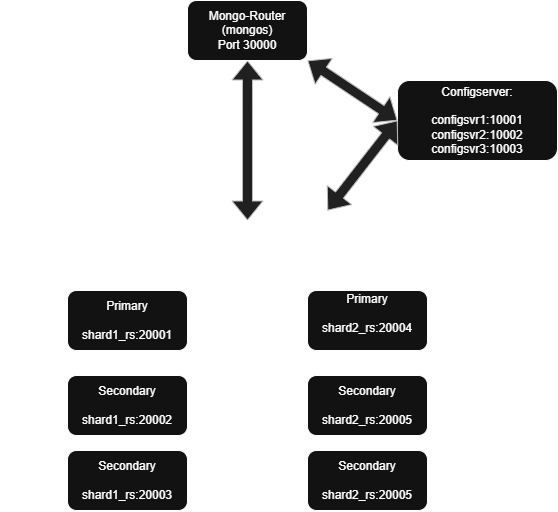 Mongo-Router
(mongos)
Port 30000
Configserver:
configsvr1:10001
configsvr2:10002
configsvr3:10003
Primary
shard1_rs:20001
Primary
shard2_rs:20004
Secondary
shard1_rs:20002
Secondary
shard2_rs:20005
Secondary
shard1_rs:20003
Secondary
shard2_rs:20005